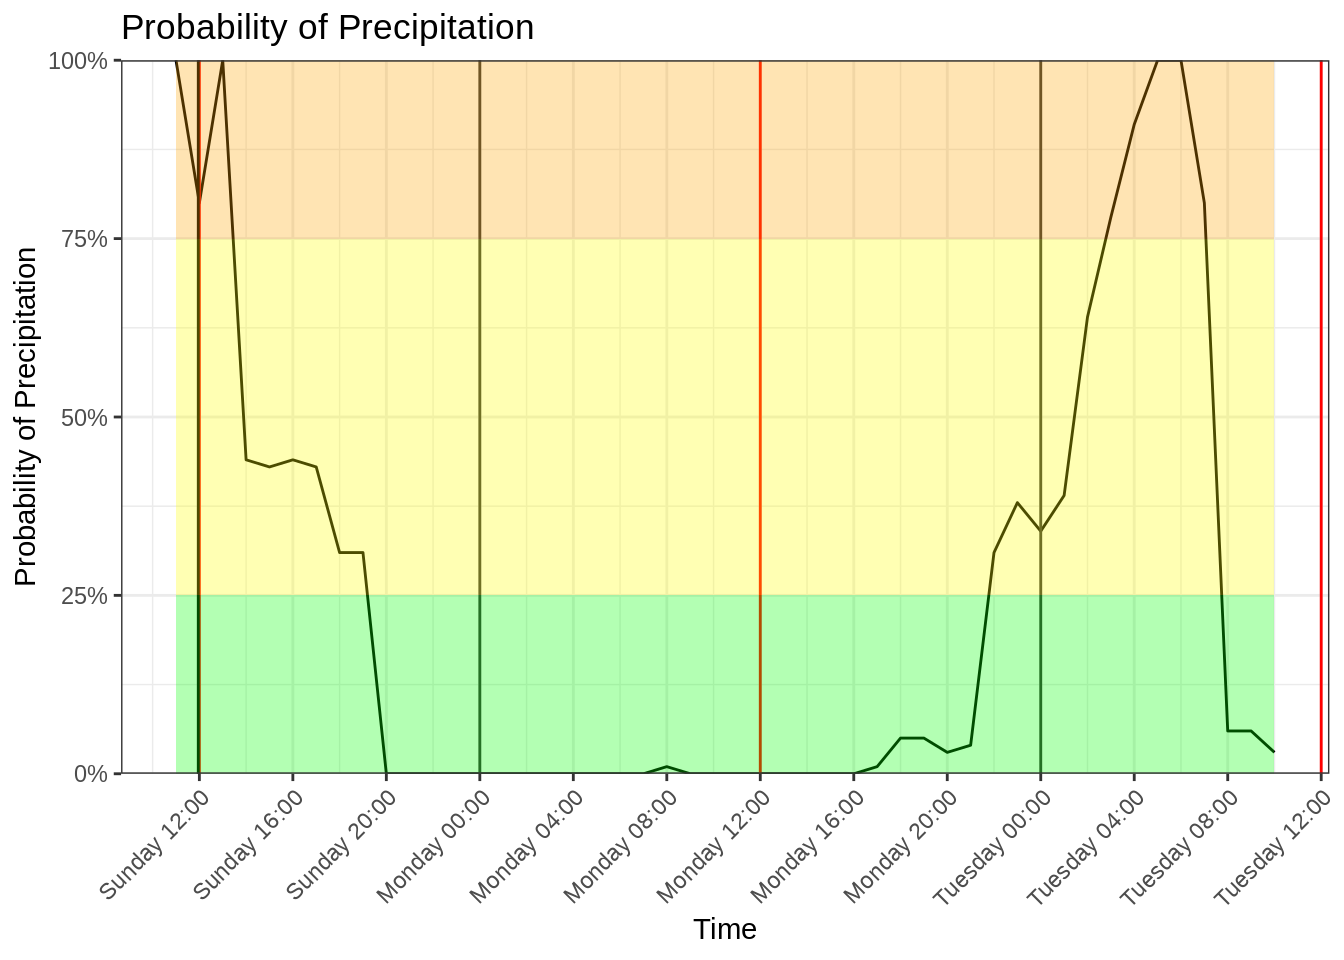 Probability of Precipitation
100%
75%
50%
25%
0%
Probability of Precipitation
Sunday 12:00
Sunday 16:00
Sunday 20:00
Monday 00:00
Monday 04:00
Monday 08:00
Monday 12:00
Monday 16:00
Monday 20:00
Tuesday 00:00
Tuesday 04:00
Tuesday 08:00
Tuesday 12:00
Time